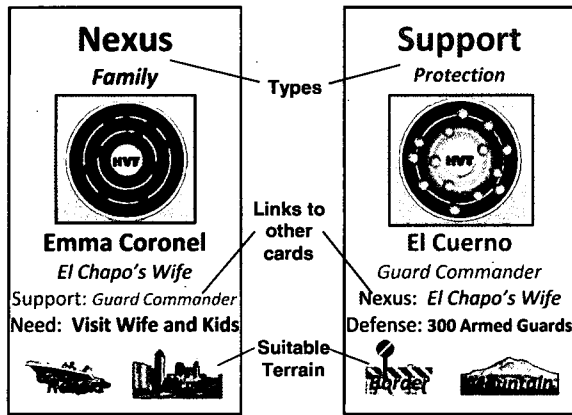 Nexus
Family
HVT
Emma Coronel
El Chapo's Wife
Support: Guard Commander
Need: Visit Wife and Kids
Types
Links to
other
cards
Suitable
Terrain
Support
Protection
HVT
El Cuerno
Guard Commander
Nexus: El Chapo's Wife
Defense: 300 Armed Guards
Border
Mountain